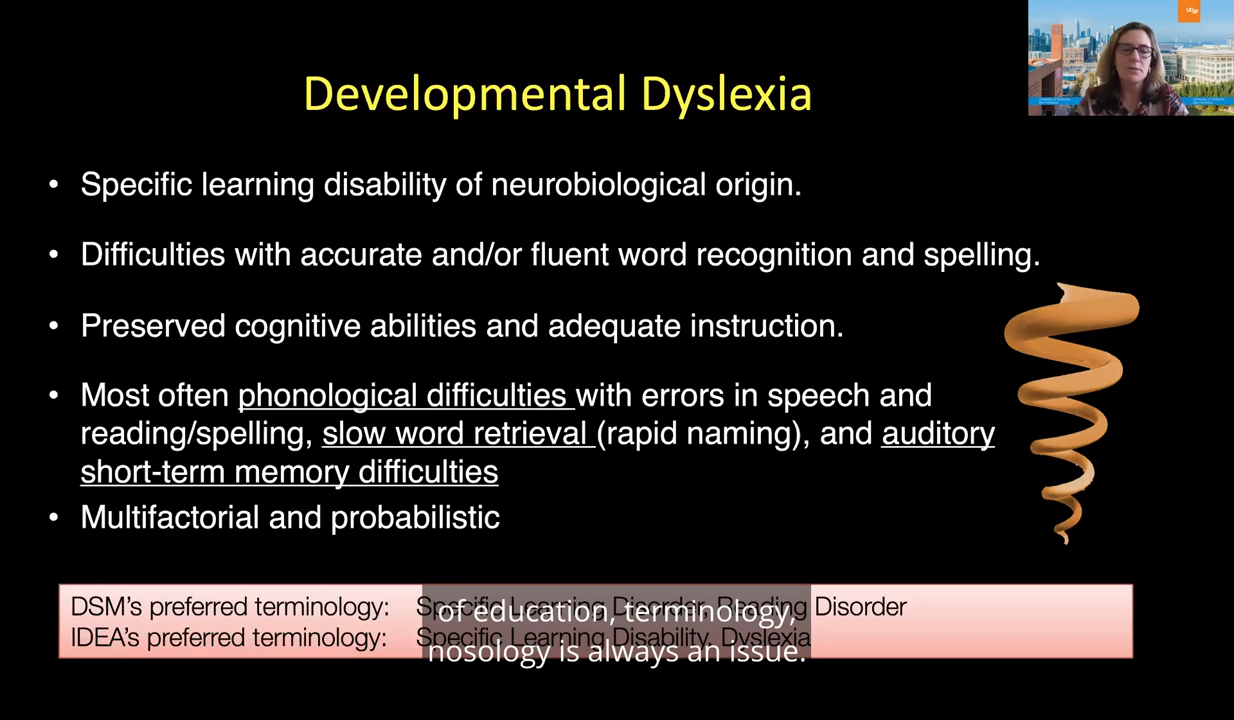 UCSF
Developmental Dyslexia
• Specific learning disability of neurobiological origin.
• Difficulties with accurate and/or fluent word recognition and spelling.
• Preserved cognitive abilities and adequate instruction.
• Most often phonological difficulties with errors in speech and
reading/spelling, slow word retrieval (rapid naming), and auditory
short-term memory difficulties
• Multifactorial and probabilistic
DSM's preferred terminology: Specific Learning Disorder, Reading Disorder
IDEA's preferred terminology: Specific Learning Disability, Dyslexia
of education, terminology,
nosology is always an issue.